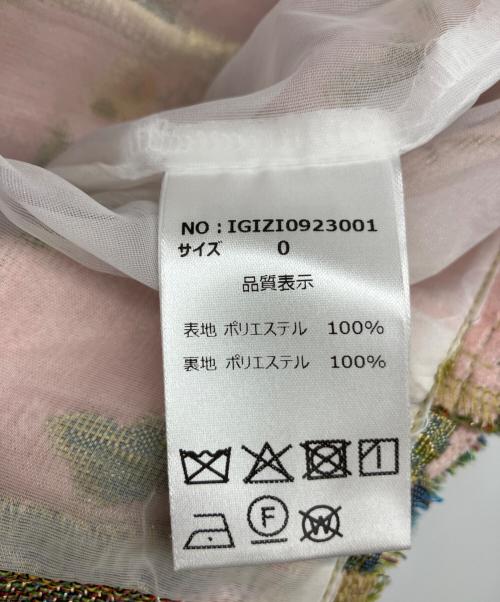 NO：IGIZI0923001
サイズ 0
品質表示
表地 ポリエステル 100%
裏地 ポリエステル 100%
F
W